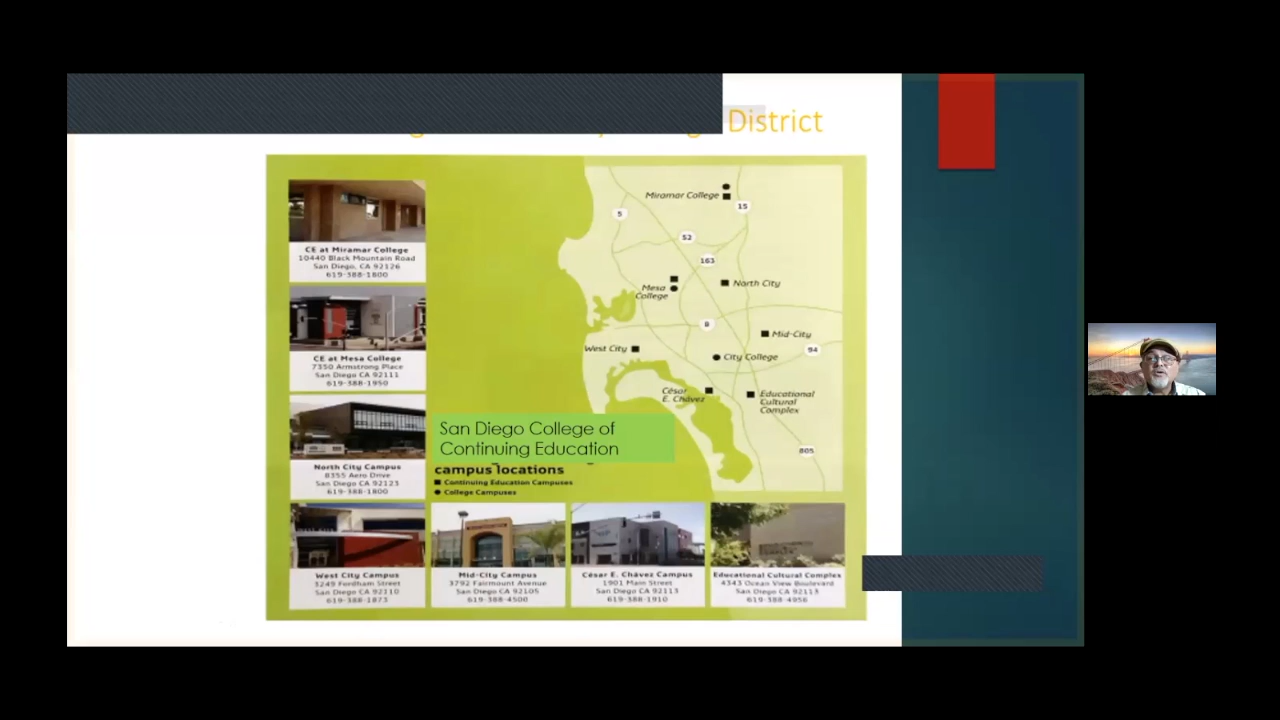 District
CE at Miramar College
10440 Black Mountain Road
San Diego, CA 92126
619-388-1800
CE at Mesa College
7350 Armstrong Place
San Diego CA 92111
619-388-1950
North City Campus
8355 Aero Drive
San Diego CA 92123
619-388-1800
West City Campus
3249 Fordham Street
San Diego CA 92110
619-388-1873
Mid-City Campus
3792 Fairmount Avenue
San Diego CA 92105
619-388-4500
César E. Chávez Campus
1901 Main Street
San Diego CA 92113
619-388-1910
Educational Cultural Complex
4343 Ocean View Boulevard
San Diego CA 92113
619-388-4956
San Diego College of
Continuing Education
campus locations
Continuing Education Campuses
College Campuses
Miramar College
5
15
52
163
Mesa
College
North City
8
Mid-City
West City
City College
94
César
E. Chávez
Educational
Cultural
Complex
805